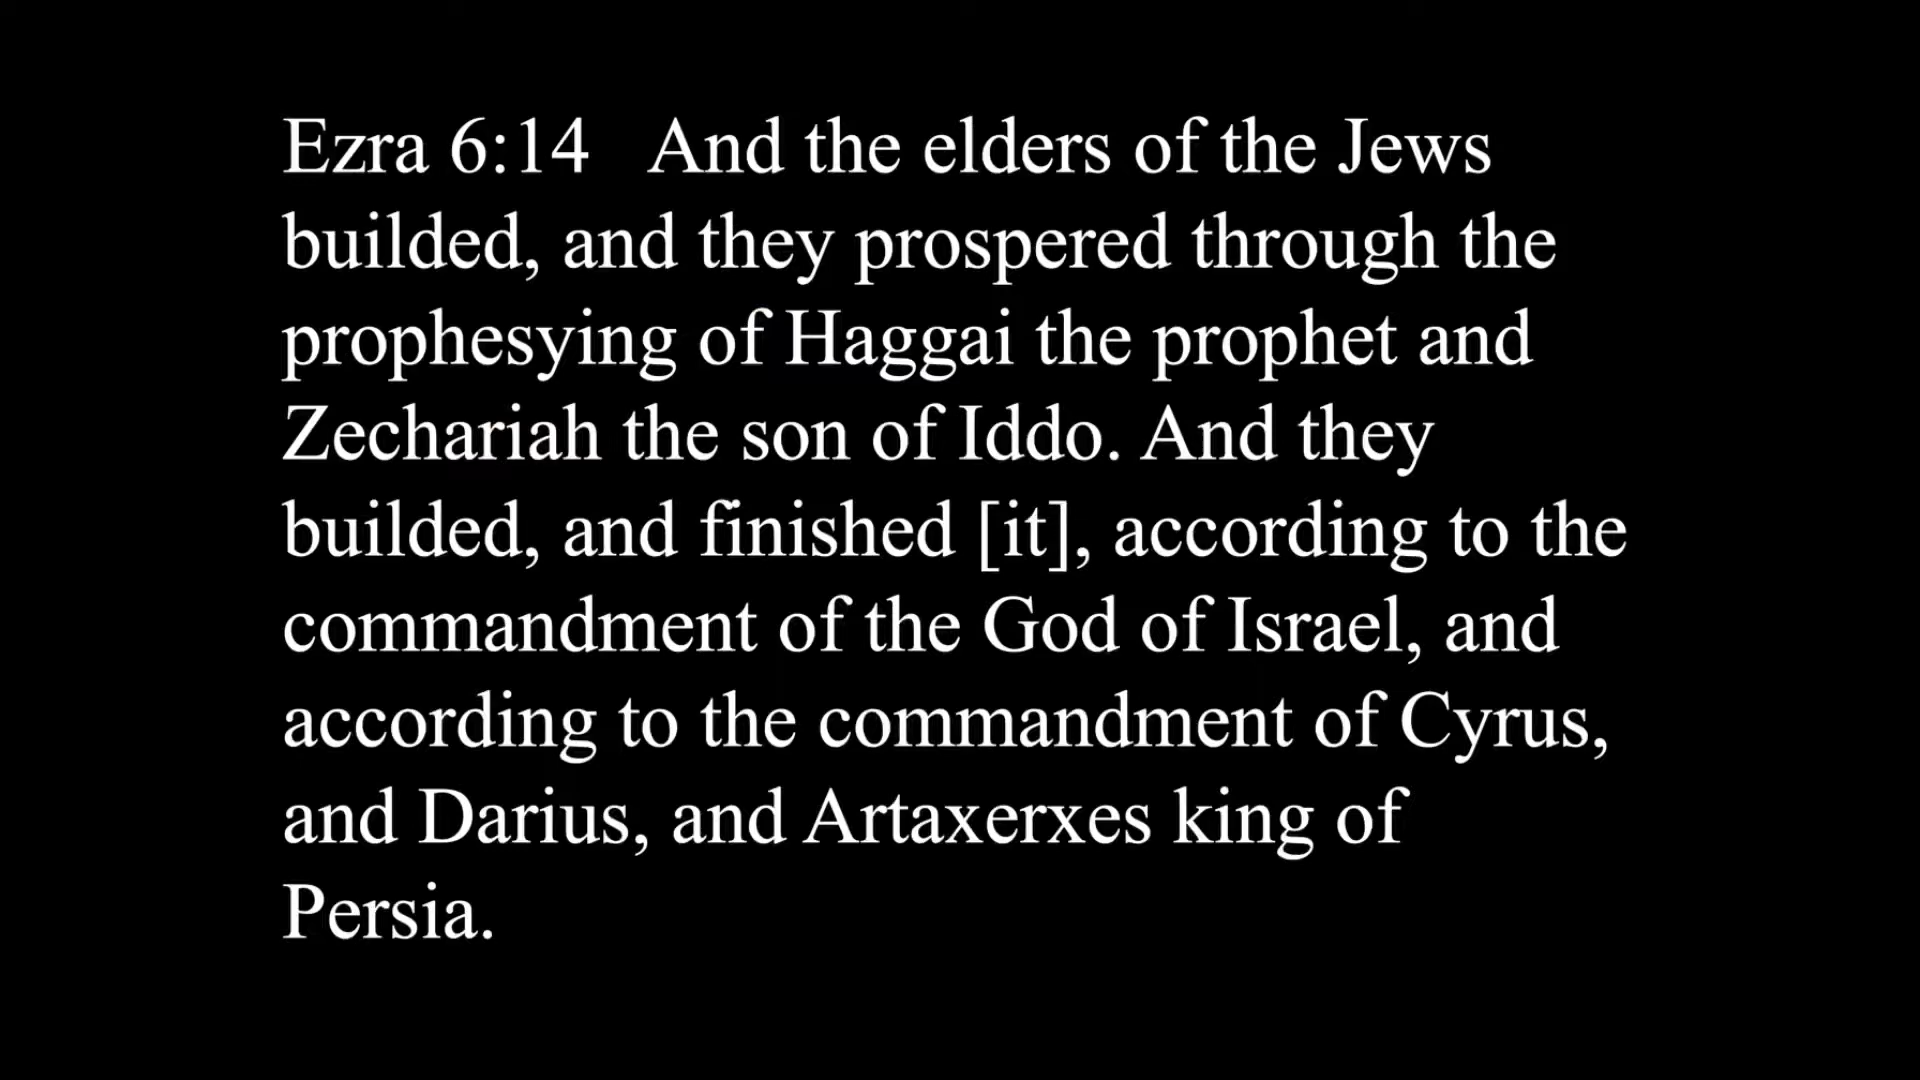 Ezra 6:14   And the elders of the Jews
builded, and they prospered through the
prophesying of Haggai the prophet and
Zechariah the son of Iddo. And they
builded, and finished [it], according to the
commandment of the God of Israel, and
according to the commandment of Cyrus,
and Darius, and Artaxerxes king of
Persia.